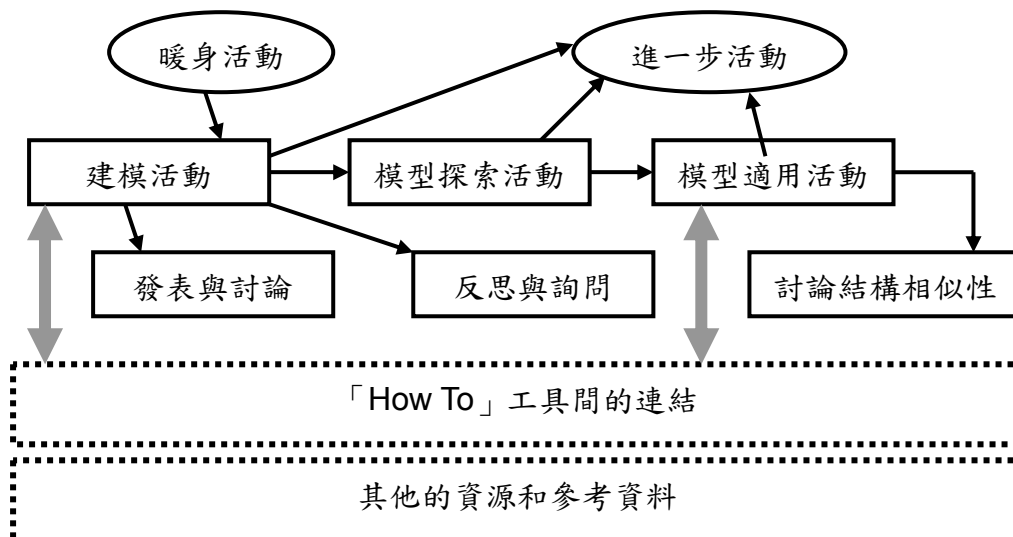 暖身活動
進一步活動
建模活動
模型探索活動
模型適用活動
發表與討論
反思與詢問
討論結構相似性
「How To」工具間的連結
其他的資源和參考資料